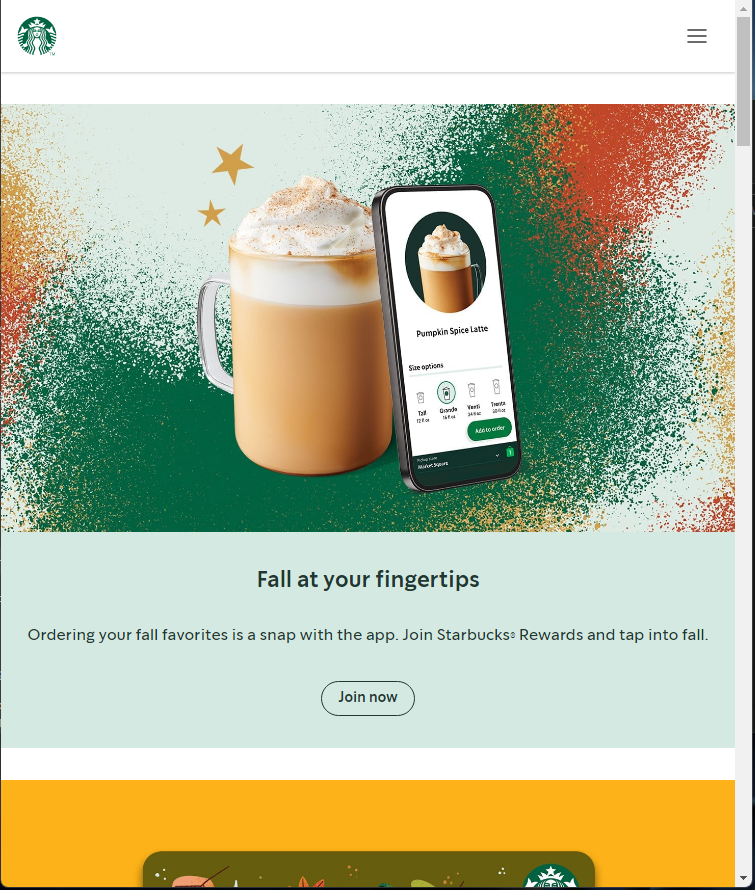 Pumpkin Spice Latte
Size options
Tall
Grande
Venti
Trenta
12 fl oz
16 fl oz
24 fl oz
30 fl oz
Add to order
Market Square
1
Fall at your fingertips
Ordering your fall favorites is a snap with the app. Join Starbucks® Rewards and tap into fall.
Join now